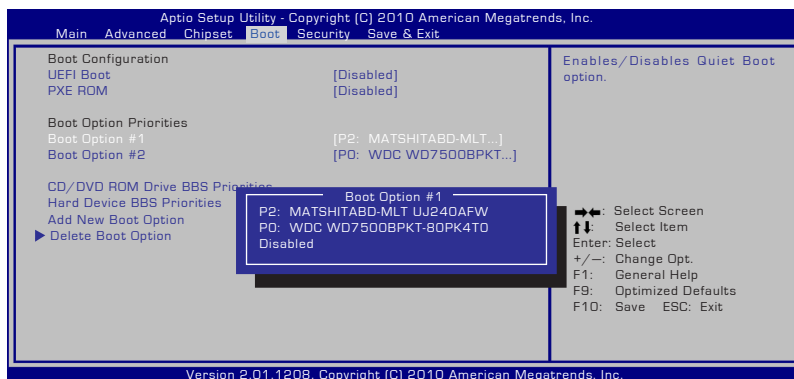 Aptio Setup Utility - Copyright (C) 2010 American Megatrends, Inc.
Main Advanced Chipset Boot Security Save & Exit
Boot Configuration
UEFI Boot [Disabled]
PXE ROM [Disabled]
Boot Option Priorities
Boot Option #1 [P2: MATSHITABD-MLT...]
Boot Option #2 [P0: WDC WD7500BPKT...]
CD/DVD ROM Drive BBS Priorities
Hard Device BBS Priorities
Add New Boot Option
Delete Boot Option
Boot Option #1
P2: MATSHITABD-MLT UJ240AFW
P0: WDC WD7500BPKT-80PK4T0
Disabled
Enables/Disables Quiet Boot
option.
→←: Select Screen
↑↓: Select Item
Enter: Select
+/—: Change Opt.
F1: General Help
F9: Optimized Defaults
F10: Save ESC: Exit
Version 2.01.1208. Copyright (C) 2010 American Megatrends, Inc.